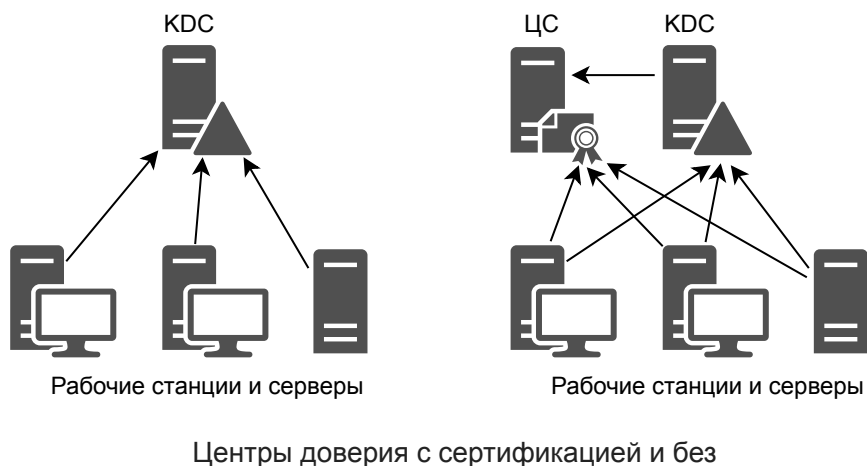 KDC
ЦС
KDC
Рабочие станции и серверы
Рабочие станции и серверы
Центры доверия с сертификацией и без